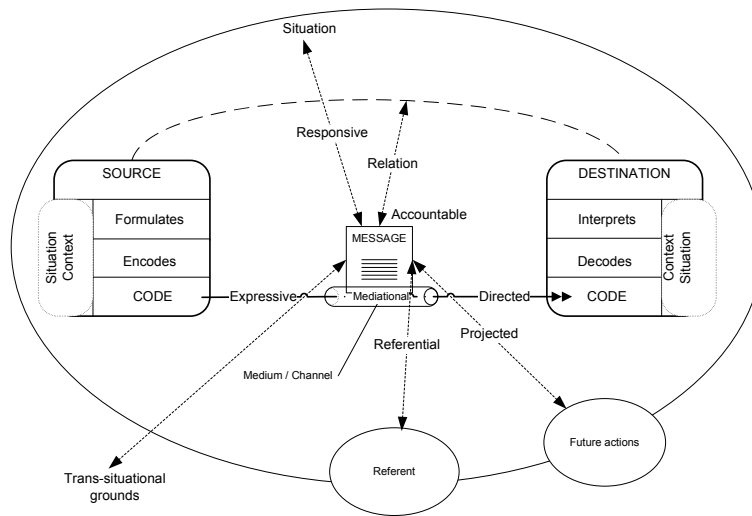 Situation
Responsive
Relation
SOURCE
DESTINATION
Formulates
Encodes
CODE
Situation
Context
Accountable
MESSAGE
Interprets
Decodes
CODE
Context
Situation
Expressive
Mediational
Directed
Referential
Projected
Medium / Channel
Trans-situational
grounds
Referent
Future actions